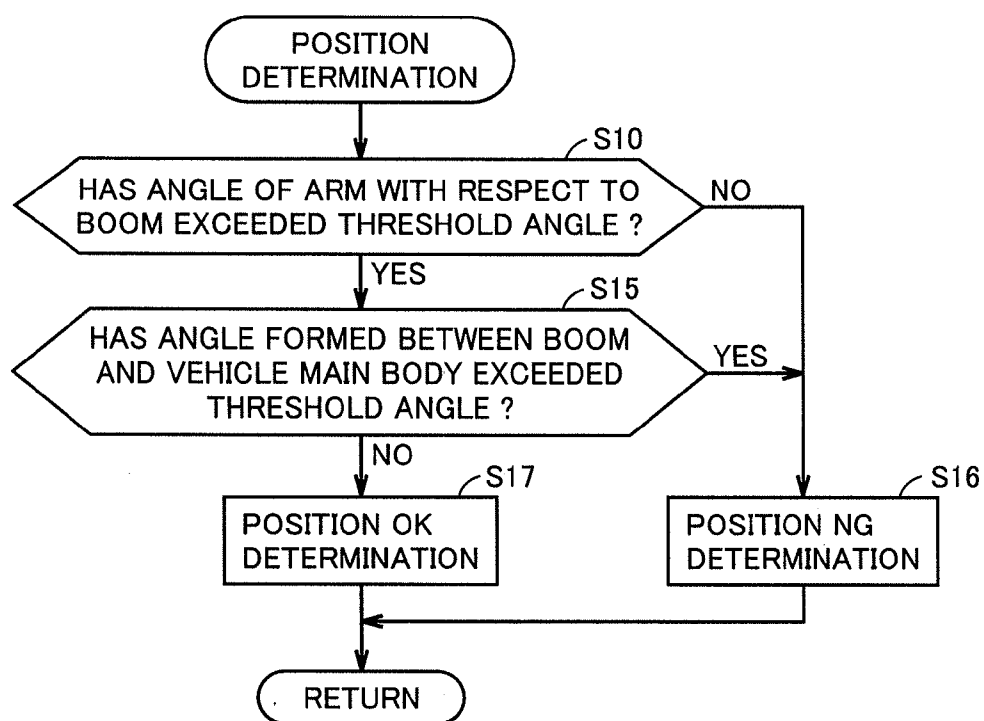 POSITION
DETERMINATION
S10
HAS ANGLE OF ARM WITH RESPECT TO
BOOM EXCEEDED THRESHOLD ANGLE ?
NO
YES
S15
HAS ANGLE FORMED BETWEEN BOOM
AND VEHICLE MAIN BODY EXCEEDED
THRESHOLD ANGLE ?
YES
NO
S17
POSITION OK
DETERMINATION
S16
POSITION NG
DETERMINATION
RETURN